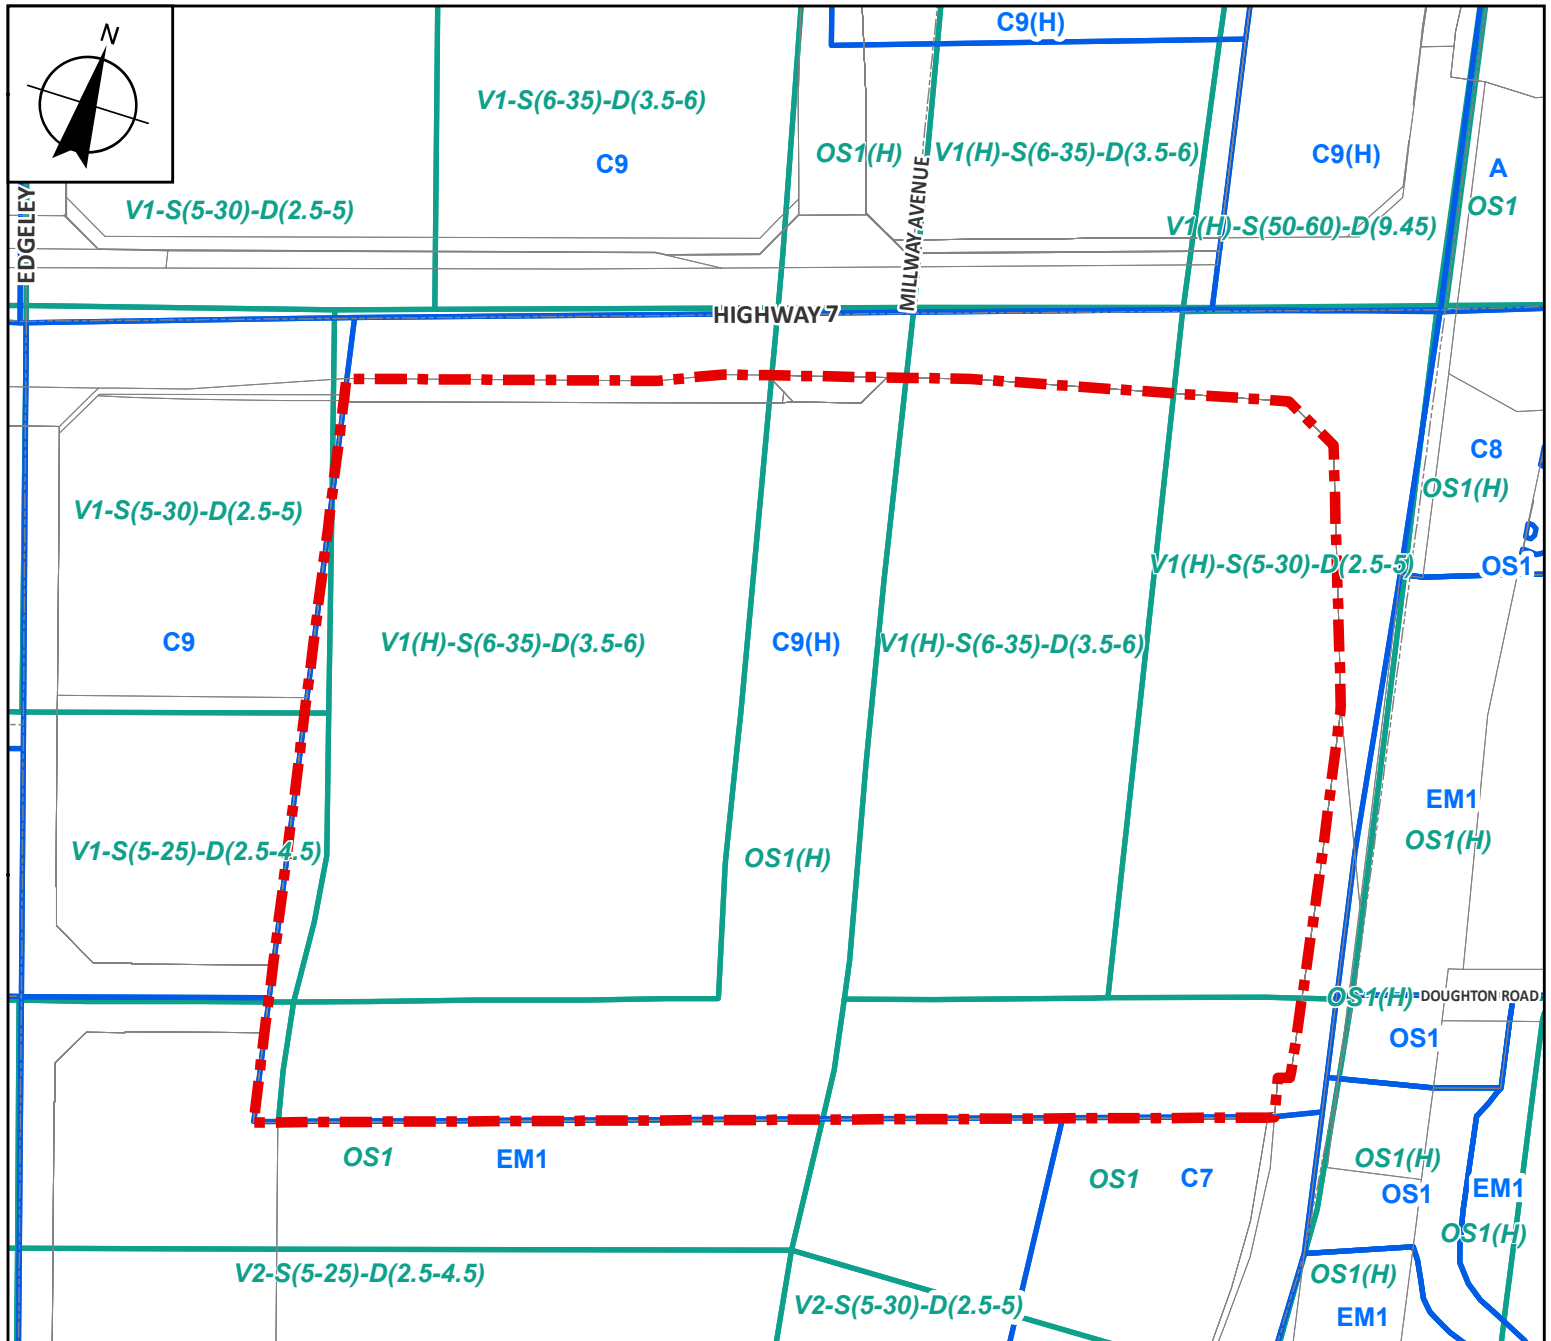 N
C9(H)
V1-S(6-35)-D(3.5-6)
C9
OS1(H)
V1(H)-S(6-35)-D(3.5-6)
C9(H)
A
OS1
V1-S(5-30)-D(2.5-5)
V1(H)-S(50-60)-D(9.45)
EDGELEY
MILLWAY AVENUE
HIGHWAY 7
C8
OS1(H)
V1-S(5-30)-D(2.5-5)
V1(H)-S(5-30)-D(2.5-5)
OS1
C9
V1(H)-S(6-35)-D(3.5-6)
C9(H)
V1(H)-S(6-35)-D(3.5-6)
EM1
OS1(H)
V1-S(5-25)-D(2.5-4.5)
OS1(H)
OS1(H)
DOUGHTON ROAD
OS1
OS1
EM1
OS1
C7
OS1(H)
OS1
EM1
OS1(H)
V2-S(5-25)-D(2.5-4.5)
V2-S(5-30)-D(2.5-5)
OS1(H)
EM1